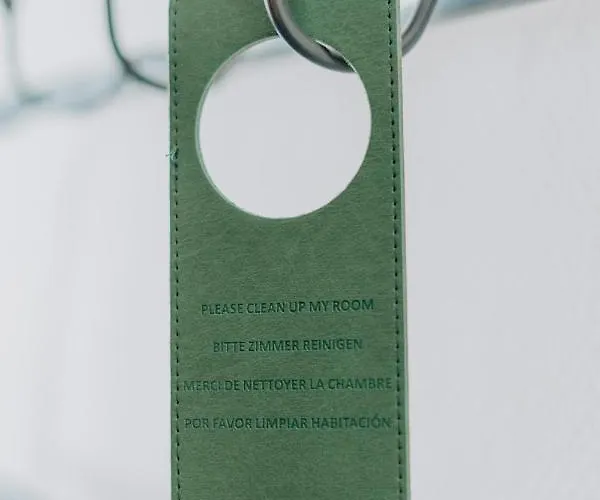 PLEASE CLEAN UP MY ROOM
BITTE ZIMMER REINIGEN
MERCI DE NETTOYER LA CHAMBRE
POR FAVOR LIMPIAR HABITACIÓN